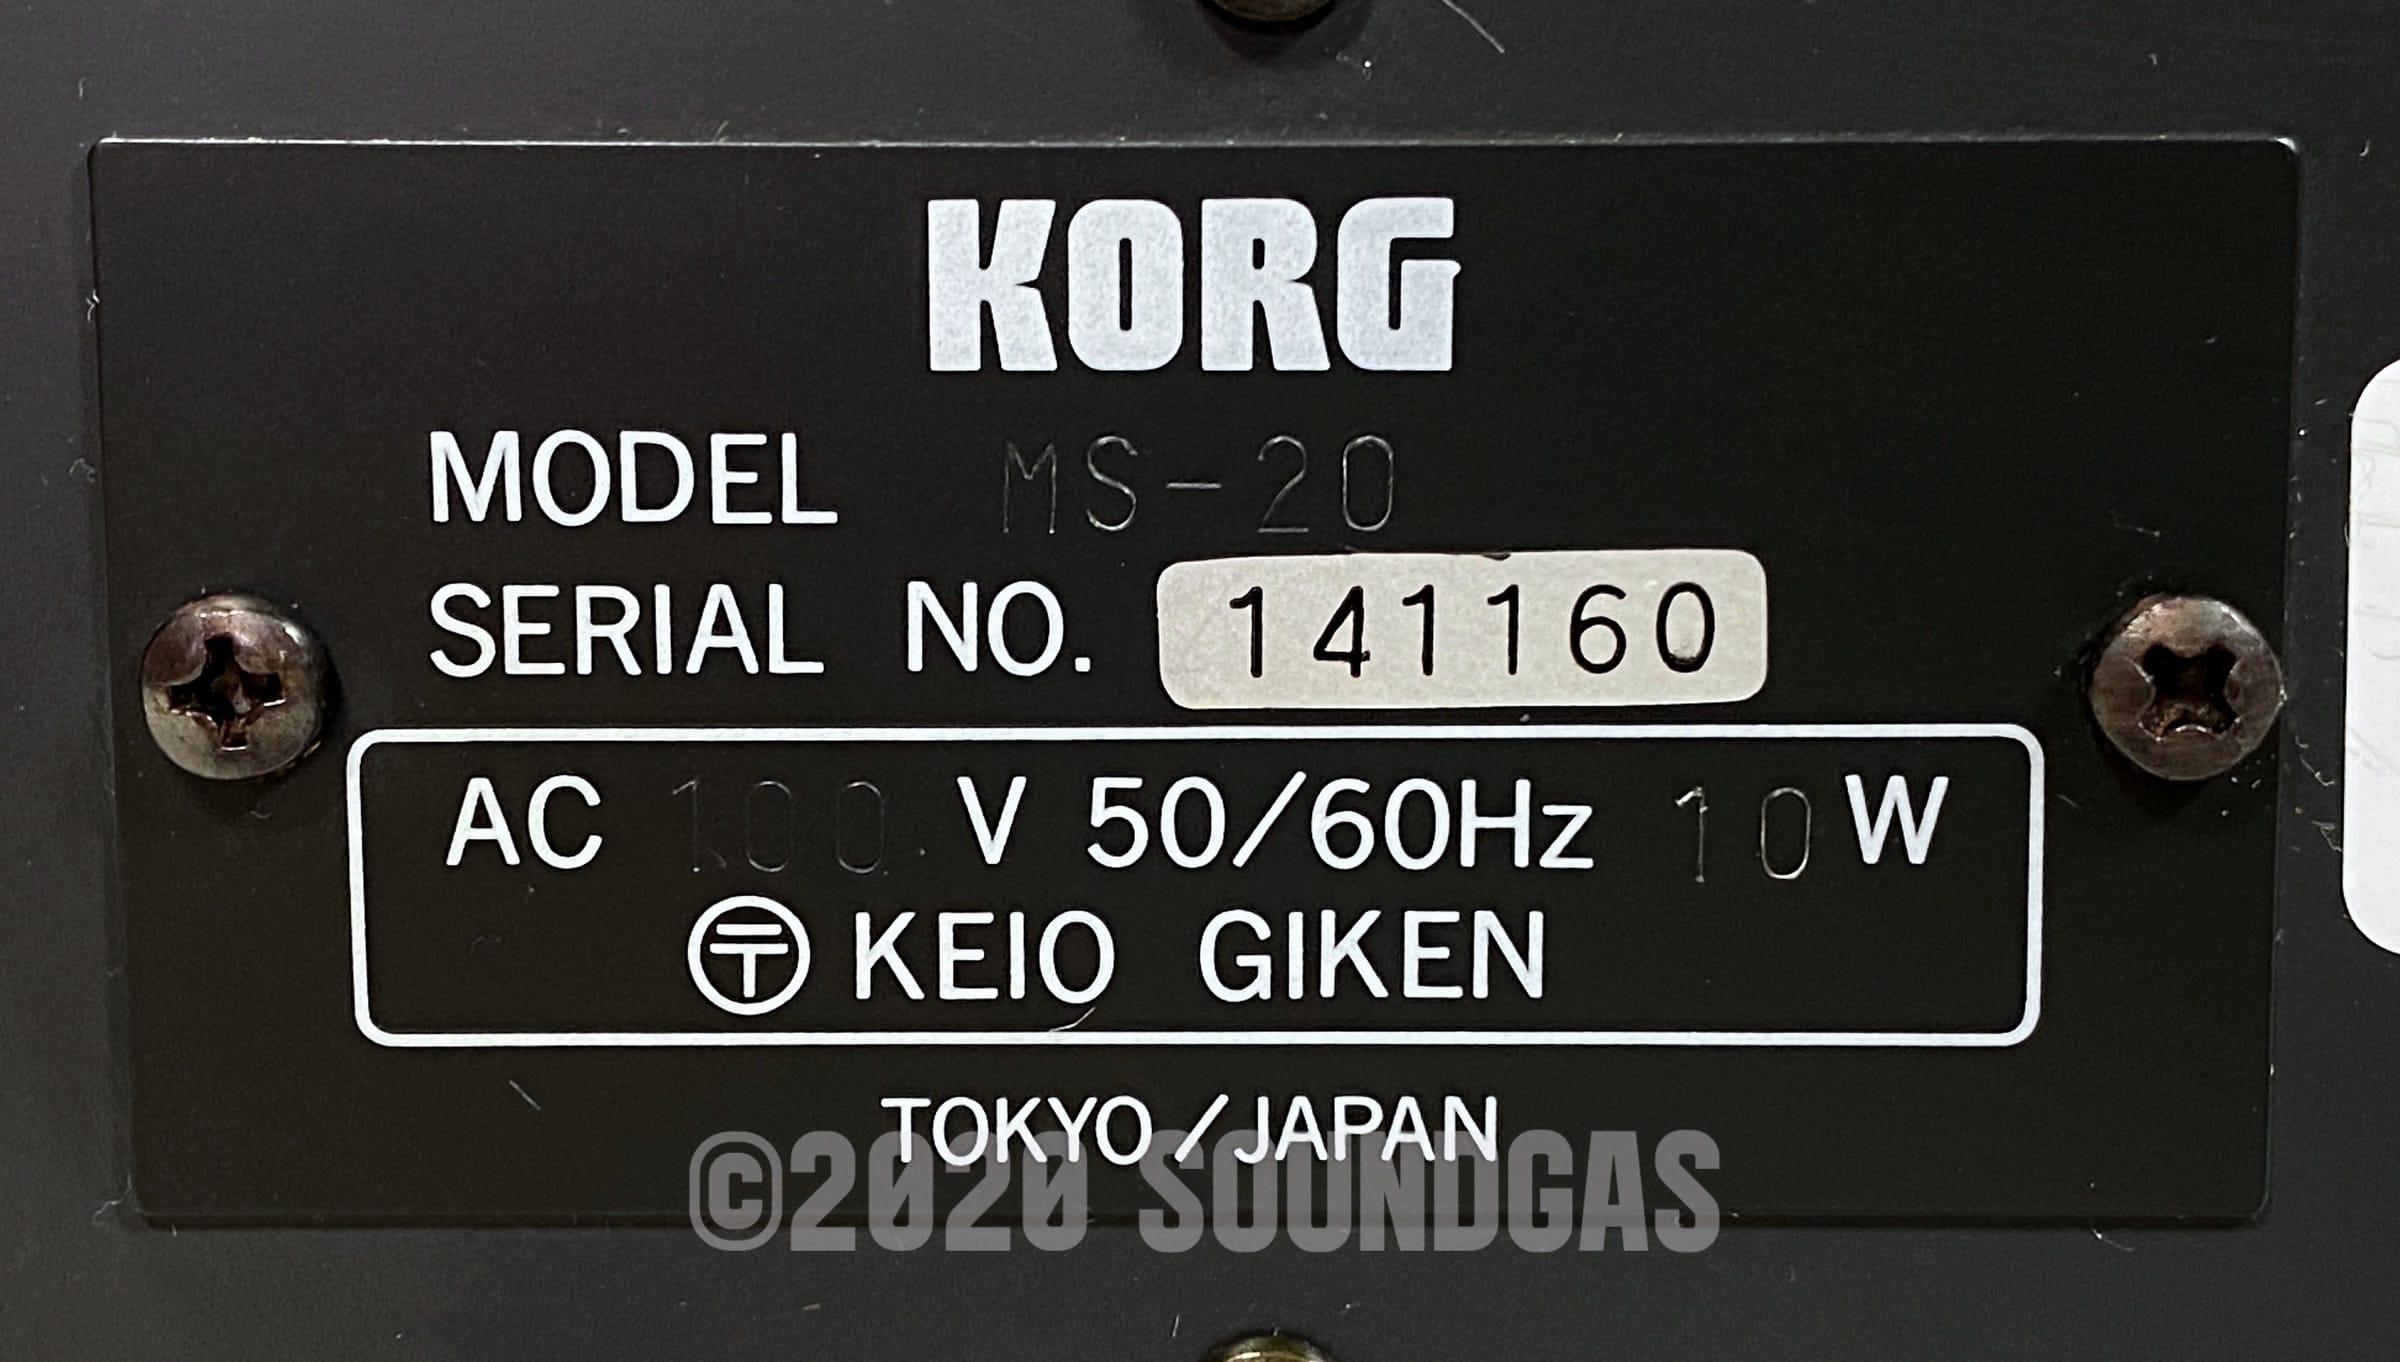 KORG
MODEL MS-20
SERIAL NO. 141160
AC 100 V 50/60Hz 10 W
〒 KEIO GIKEN
TOKYO/JAPAN
©2020 SOUNDGAS